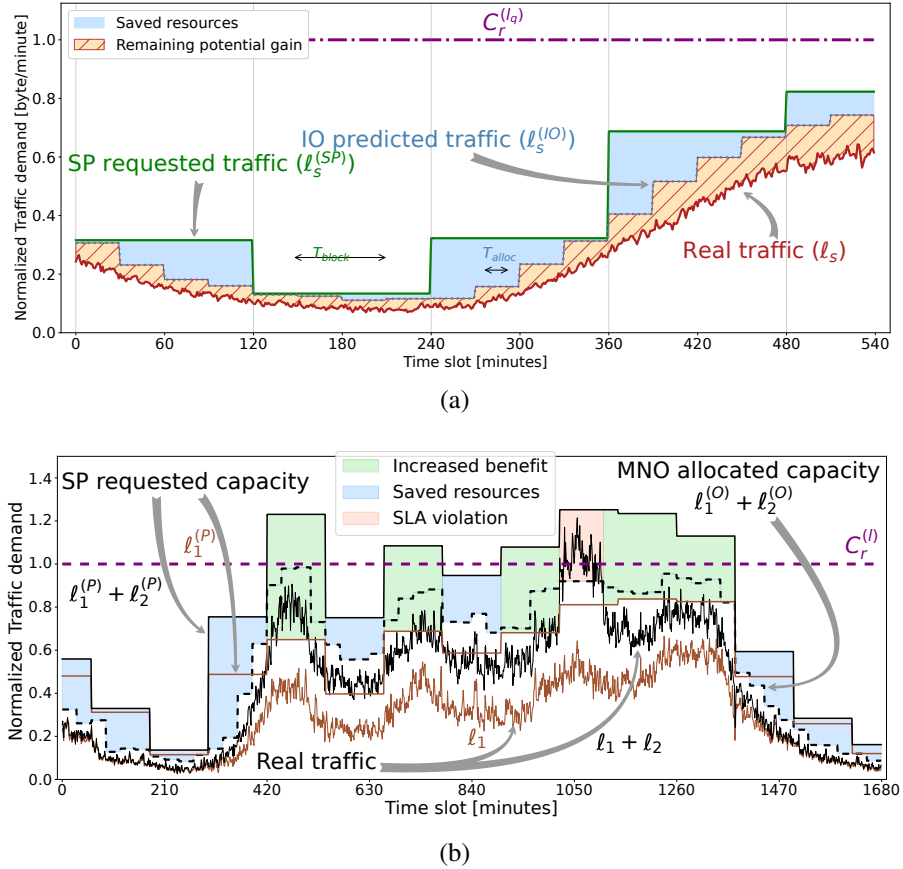 Saved resources
Remaining potential gain
C_r^(I_q)
Normalized Traffic demand [byte/minute]
1.0
0.8
0.6
0.4
0.2
0.0
IO predicted traffic (ℓ_s^(IO))
SP requested traffic (ℓ_s^(SP))
T_block
T_alloc
Real traffic (ℓ_s)
0 60 120 180 240 300 360 420 480 540
Time slot [minutes]
(a)
Normalized Traffic demand
1.4
1.2
1.0
0.8
0.6
0.4
0.2
0.0
SP requested capacity
Increased benefit
Saved resources
SLA violation
MNO allocated capacity
ℓ_1^(O) + ℓ_2^(O)
ℓ_1^(P)
C_r^(I)
ℓ_1^(P) + ℓ_2^(P)
ℓ_1
ℓ_1 + ℓ_2
Real traffic
0 210 420 630 840 1050 1260 1470 1680
Time slot [minutes]
(b)